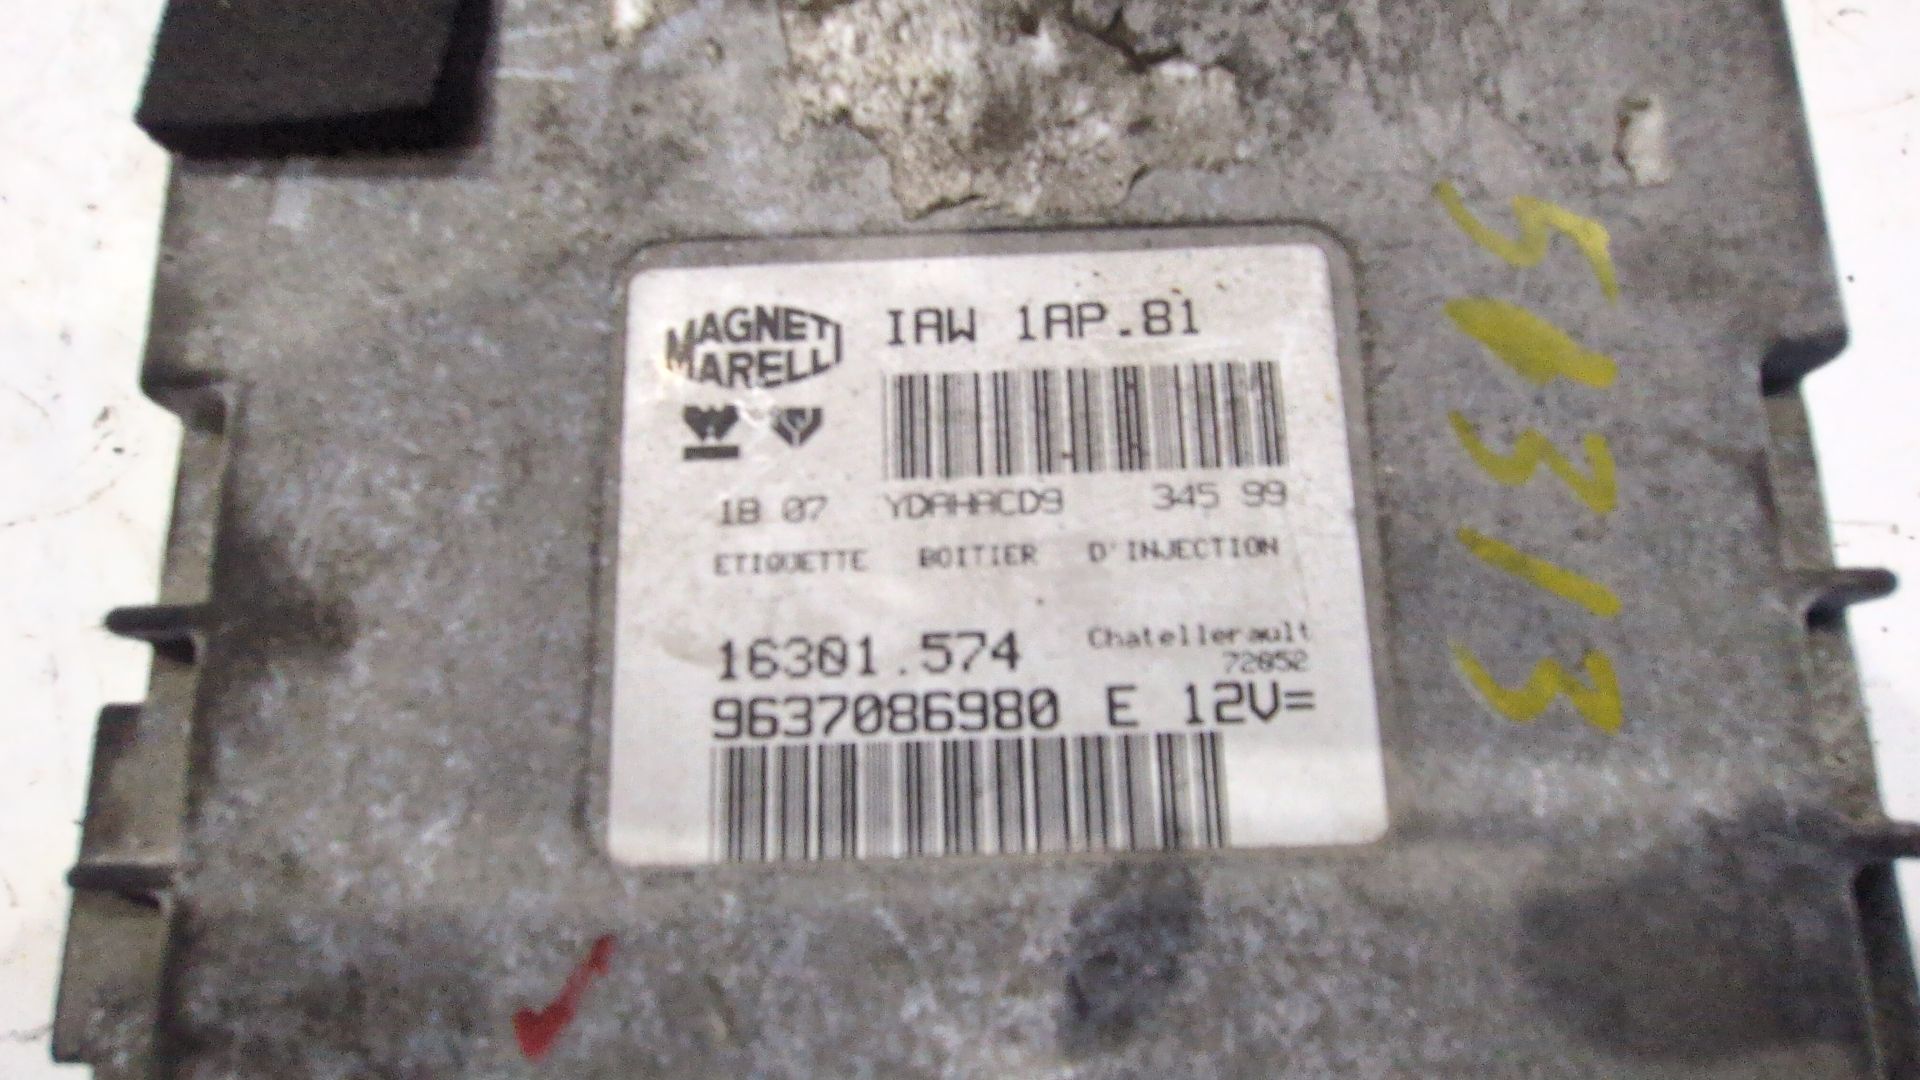 MAGNETI
MARELLI
IAW 1AP.81
18 07 YDAHACD9 345 99
ETIQUETTE BOITIER D'INJECTION
16301.574 Chatellerault
72852
9637086980 E 12V=